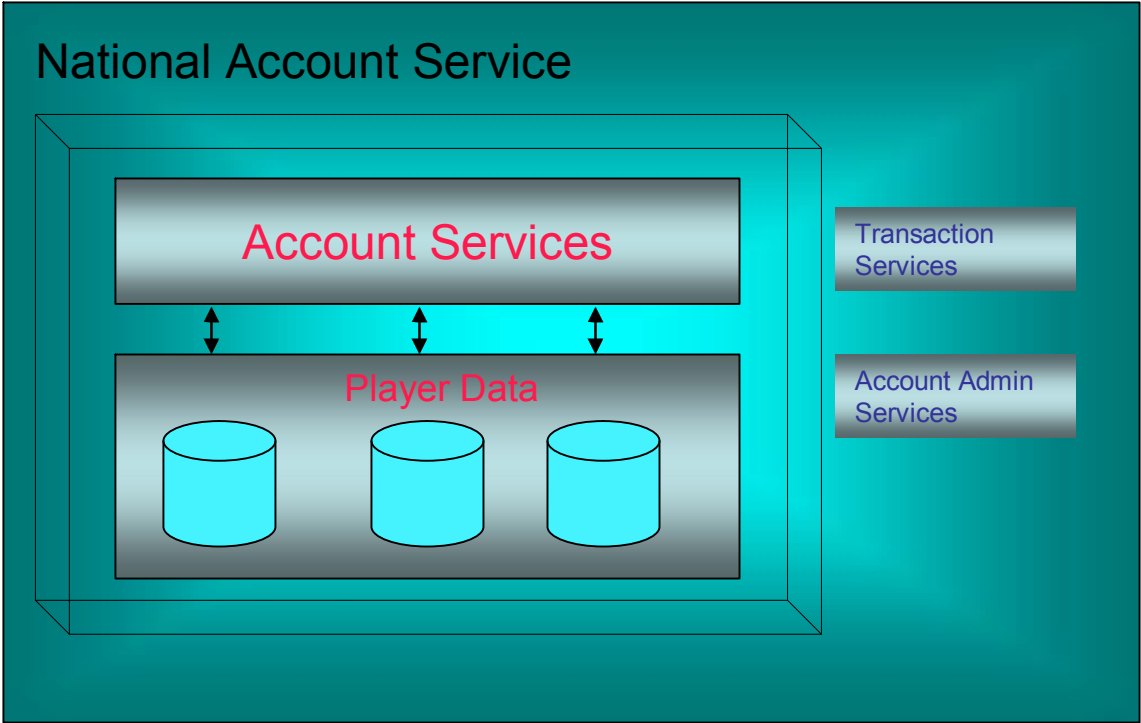 National Account Service
Account Services
Transaction
Services
Player Data
Account Admin
Services